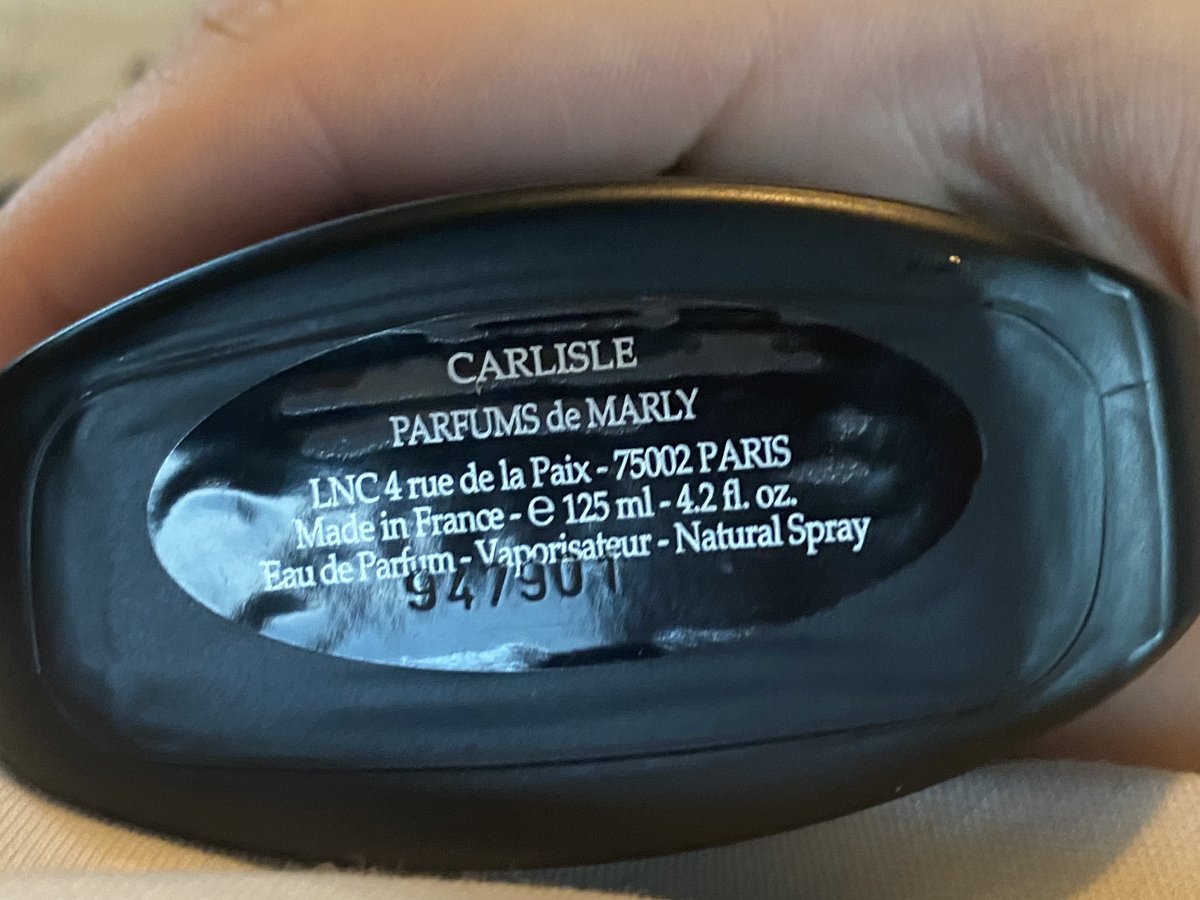 CARLISLE
PARFUMS de MARLY
LNC 4 rue de la Paix - 75002 PARIS
Made in France - ℮ 125 ml - 4.2 fl. oz.
Eau de Parfum - Vaporisateur - Natural Spray
947901